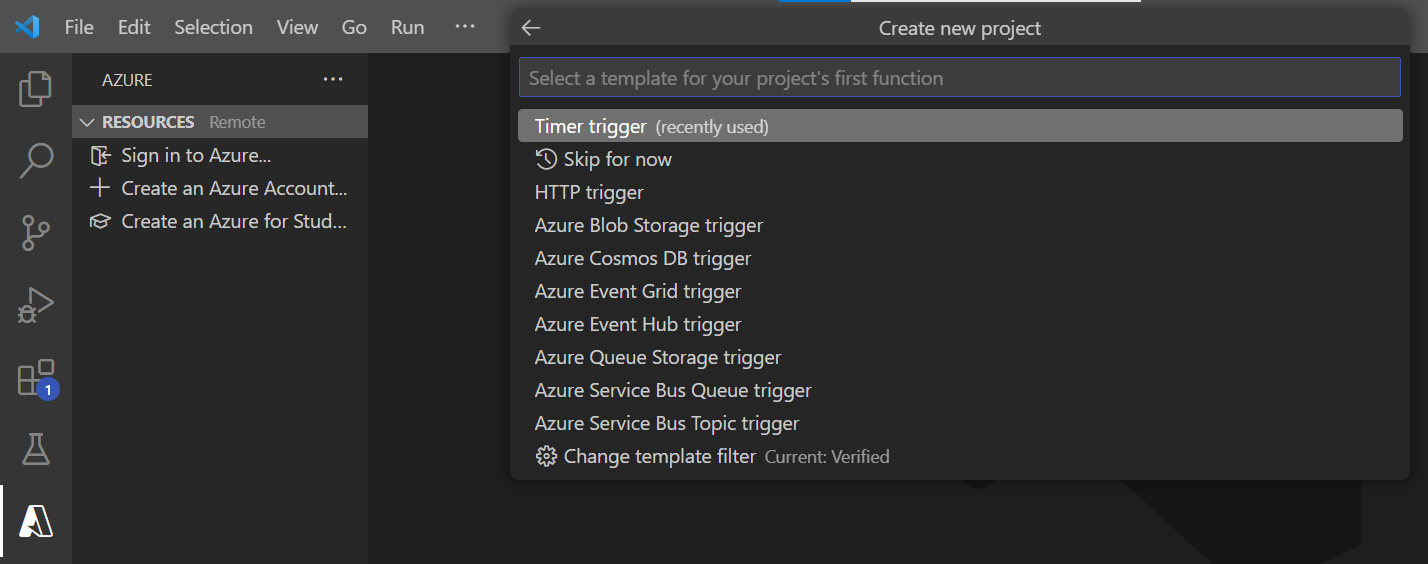 File Edit Selection View Go Run ···
Create new project
AZURE ···
Select a template for your project's first function
RESOURCES Remote
Sign in to Azure...
Create an Azure Account...
Create an Azure for Stud...
1
Timer trigger (recently used)
Skip for now
HTTP trigger
Azure Blob Storage trigger
Azure Cosmos DB trigger
Azure Event Grid trigger
Azure Event Hub trigger
Azure Queue Storage trigger
Azure Service Bus Queue trigger
Azure Service Bus Topic trigger
Change template filter Current: Verified